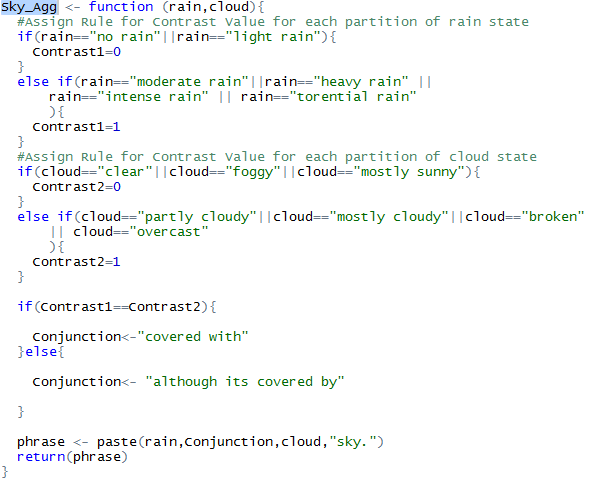 Sky_Agg <- function (rain,cloud){
  #Assign Rule for Contrast Value for each partition of rain state
  if(rain=="no rain"||rain=="light rain"){
    Contrast1=0
  }
  else if(rain=="moderate rain"||rain=="heavy rain" ||
      rain=="intense rain" || rain=="torential rain"
      ){
    Contrast1=1
  }
  #Assign Rule for Contrast Value for each partition of cloud state
  if(cloud=="clear"||cloud=="foggy"||cloud=="mostly sunny"){
    Contrast2=0
  }
  else if(cloud=="partly cloudy"||cloud=="mostly cloudy"||cloud=="broken"
      || cloud=="overcast"
      ){
    Contrast2=1
  }

  if(Contrast1==Contrast2){

    Conjunction<-"covered with"
  }else{

    Conjunction<- "although its covered by"

  }

  phrase <- paste(rain,Conjunction,cloud,"sky.")
  return(phrase)
}